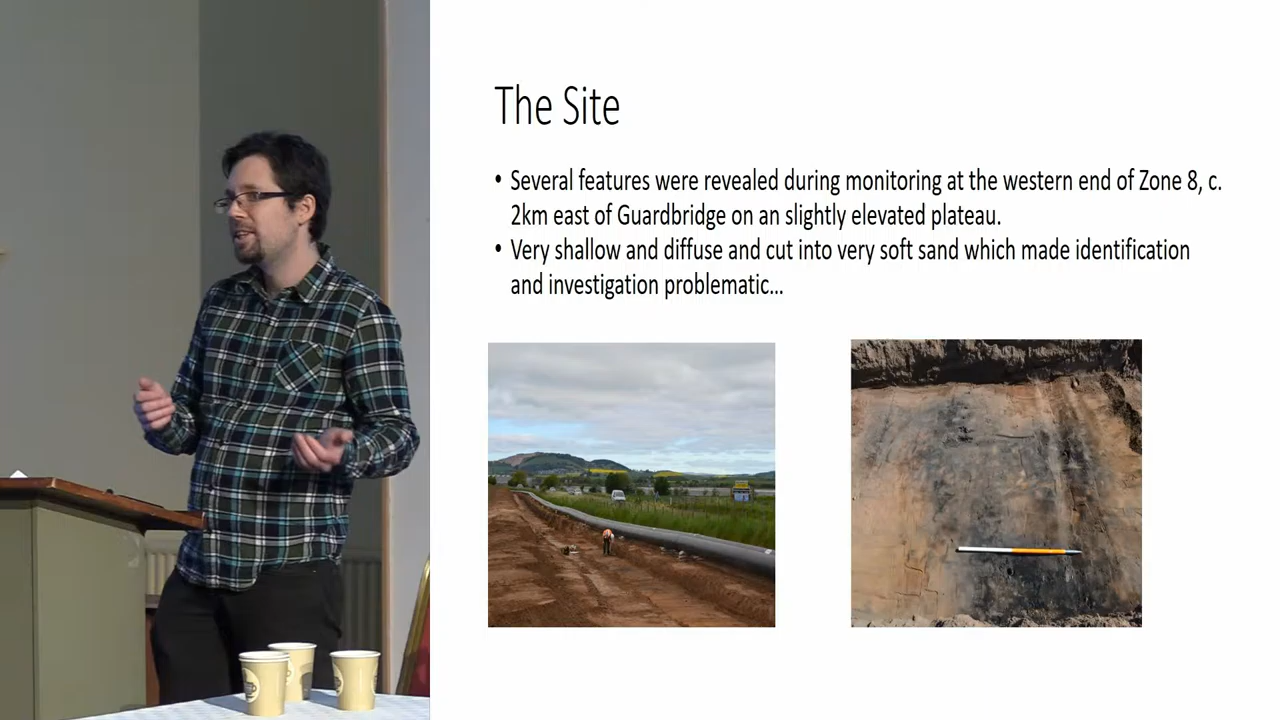 The Site
• Several features were revealed during monitoring at the western end of Zone 8, c.
2km east of Guardbridge on an slightly elevated plateau.
• Very shallow and diffuse and cut into very soft sand which made identification
and investigation problematic...